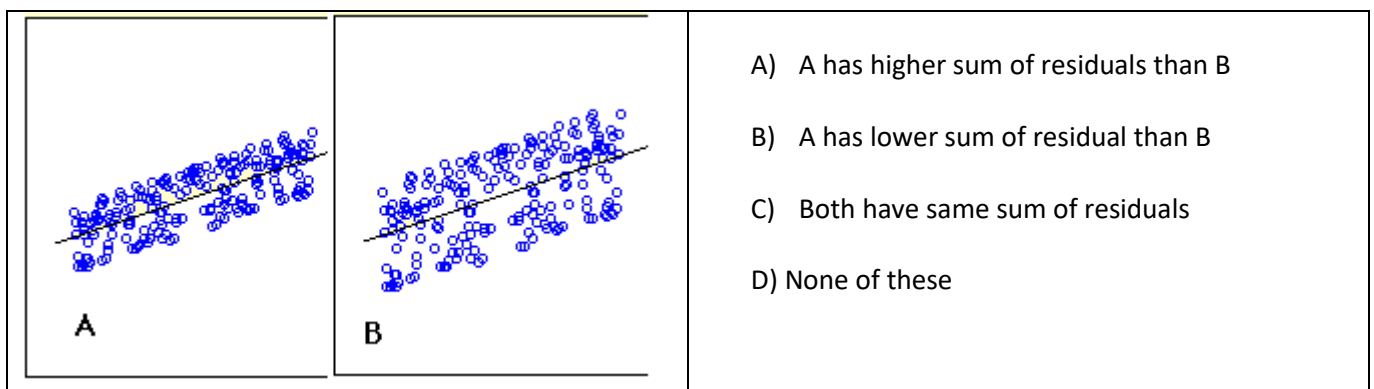 A
B
A) A has higher sum of residuals than B
B) A has lower sum of residual than B
C) Both have same sum of residuals
D) None of these